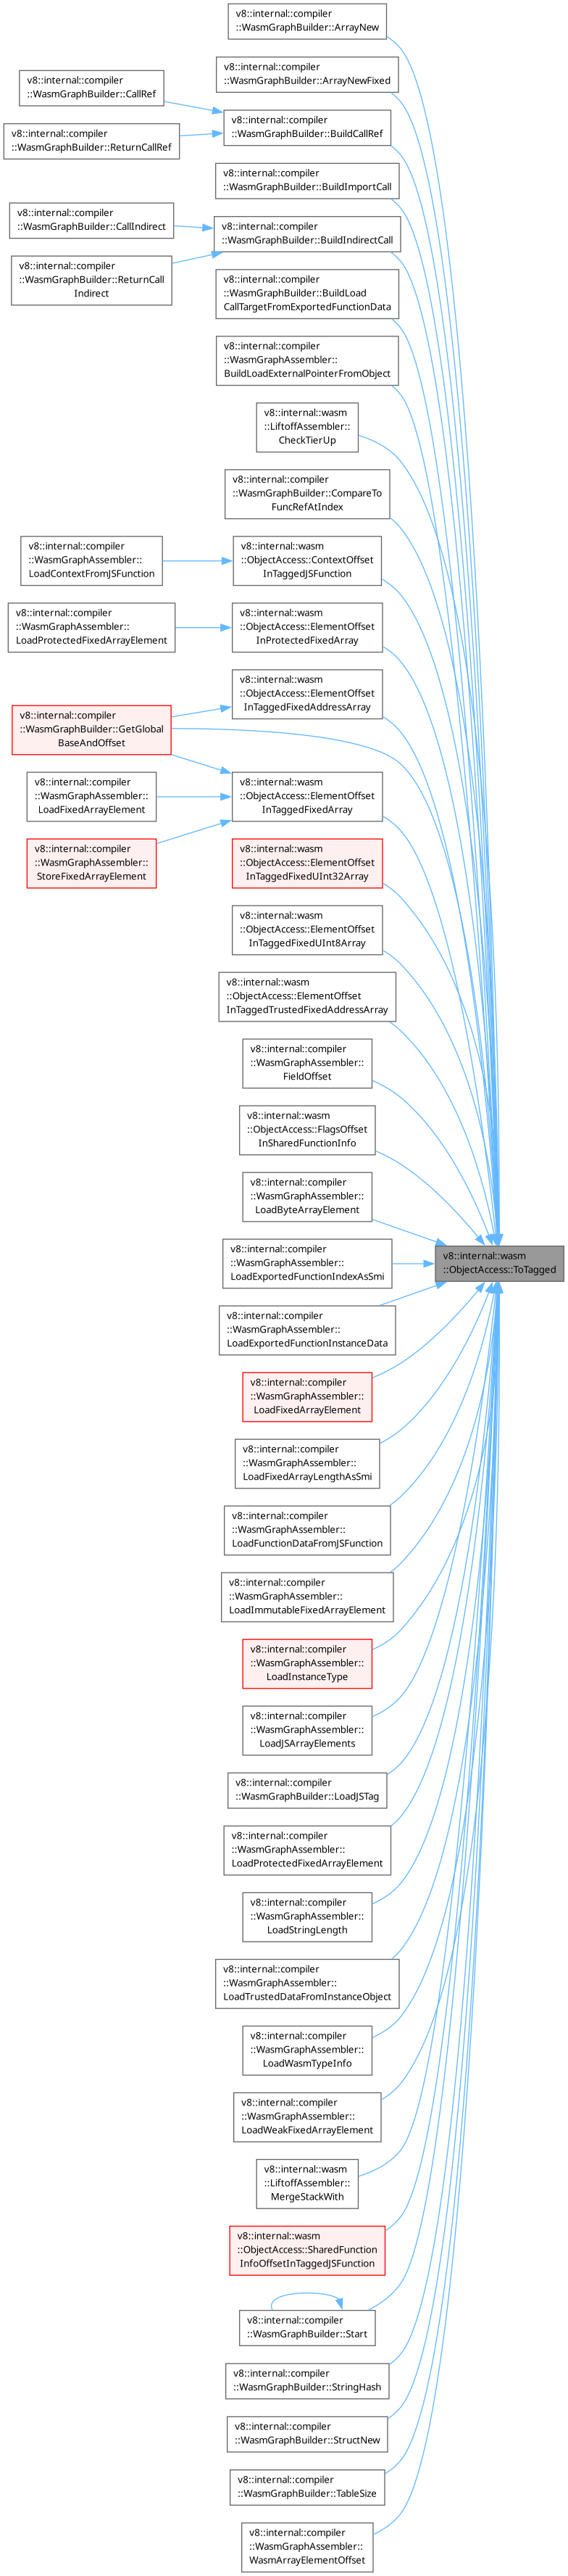 v8::internal::compiler
::WasmGraphBuilder::ArrayNew
v8::internal::compiler
::WasmGraphBuilder::ArrayNewFixed
v8::internal::compiler
::WasmGraphBuilder::CallRef
v8::internal::compiler
::WasmGraphBuilder::BuildCallRef
v8::internal::compiler
::WasmGraphBuilder::ReturnCallRef
v8::internal::compiler
::WasmGraphBuilder::BuildImportCall
v8::internal::compiler
::WasmGraphBuilder::CallIndirect
v8::internal::compiler
::WasmGraphBuilder::BuildIndirectCall
v8::internal::compiler
::WasmGraphBuilder::ReturnCall
Indirect
v8::internal::compiler
::WasmGraphBuilder::BuildLoad
CallTargetFromExportedFunctionData
v8::internal::compiler
::WasmGraphAssembler::
BuildLoadExternalPointerFromObject
v8::internal::wasm
::LiftoffAssembler::
CheckTierUp
v8::internal::compiler
::WasmGraphBuilder::CompareTo
FuncRefAtIndex
v8::internal::compiler
::WasmGraphAssembler::
LoadContextFromJSFunction
v8::internal::wasm
::ObjectAccess::ContextOffset
InTaggedJSFunction
v8::internal::compiler
::WasmGraphAssembler::
LoadProtectedFixedArrayElement
v8::internal::wasm
::ObjectAccess::ElementOffset
InProtectedFixedArray
v8::internal::wasm
::ObjectAccess::ElementOffset
InTaggedFixedAddressArray
v8::internal::compiler
::WasmGraphBuilder::GetGlobal
BaseAndOffset
v8::internal::compiler
::WasmGraphAssembler::
LoadFixedArrayElement
v8::internal::wasm
::ObjectAccess::ElementOffset
InTaggedFixedArray
v8::internal::compiler
::WasmGraphAssembler::
StoreFixedArrayElement
v8::internal::wasm
::ObjectAccess::ElementOffset
InTaggedFixedUInt32Array
v8::internal::wasm
::ObjectAccess::ElementOffset
InTaggedFixedUInt8Array
v8::internal::wasm
::ObjectAccess::ElementOffset
InTaggedTrustedFixedAddressArray
v8::internal::compiler
::WasmGraphAssembler::
FieldOffset
v8::internal::wasm
::ObjectAccess::FlagsOffset
InSharedFunctionInfo
v8::internal::compiler
::WasmGraphAssembler::
LoadByteArrayElement
v8::internal::compiler
::WasmGraphAssembler::
LoadExportedFunctionIndexAsSmi
v8::internal::wasm
::ObjectAccess::ToTagged
v8::internal::compiler
::WasmGraphAssembler::
LoadExportedFunctionInstanceData
v8::internal::compiler
::WasmGraphAssembler::
LoadFixedArrayElement
v8::internal::compiler
::WasmGraphAssembler::
LoadFixedArrayLengthAsSmi
v8::internal::compiler
::WasmGraphAssembler::
LoadFunctionDataFromJSFunction
v8::internal::compiler
::WasmGraphAssembler::
LoadImmutableFixedArrayElement
v8::internal::compiler
::WasmGraphAssembler::
LoadInstanceType
v8::internal::compiler
::WasmGraphAssembler::
LoadJSArrayElements
v8::internal::compiler
::WasmGraphBuilder::LoadJSTag
v8::internal::compiler
::WasmGraphAssembler::
LoadProtectedFixedArrayElement
v8::internal::compiler
::WasmGraphAssembler::
LoadStringLength
v8::internal::compiler
::WasmGraphAssembler::
LoadTrustedDataFromInstanceObject
v8::internal::compiler
::WasmGraphAssembler::
LoadWasmTypeInfo
v8::internal::compiler
::WasmGraphAssembler::
LoadWeakFixedArrayElement
v8::internal::wasm
::LiftoffAssembler::
MergeStackWith
v8::internal::wasm
::ObjectAccess::SharedFunction
InfoOffsetInTaggedJSFunction
v8::internal::compiler
::WasmGraphBuilder::Start
v8::internal::compiler
::WasmGraphBuilder::StringHash
v8::internal::compiler
::WasmGraphBuilder::StructNew
v8::internal::compiler
::WasmGraphBuilder::TableSize
v8::internal::compiler
::WasmGraphAssembler::
WasmArrayElementOffset